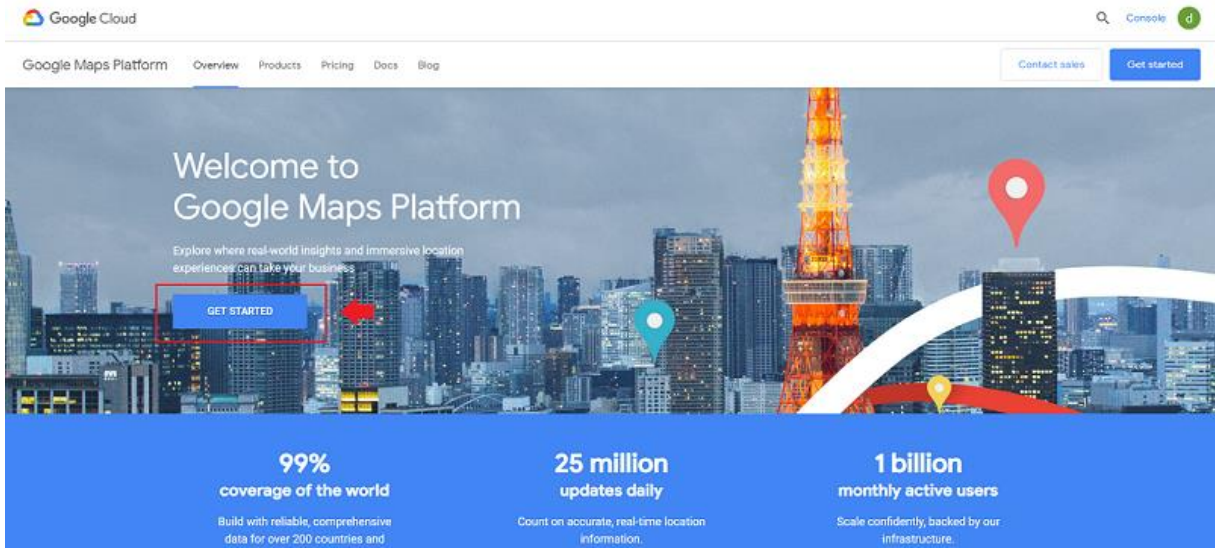 Google Cloud
Console
d
Google Maps Platform Overview Products Pricing Docs Blog
Contact sales
Get started
Welcome to
Google Maps Platform
Explore where real-world insights and immersive location
experiences can take your business
GET STARTED
99%
coverage of the world
Build with reliable, comprehensive
data for over 200 countries and
25 million
updates daily
Count on accurate, real-time location
information.
1 billion
monthly active users
Scale confidently, backed by our
infrastructure.